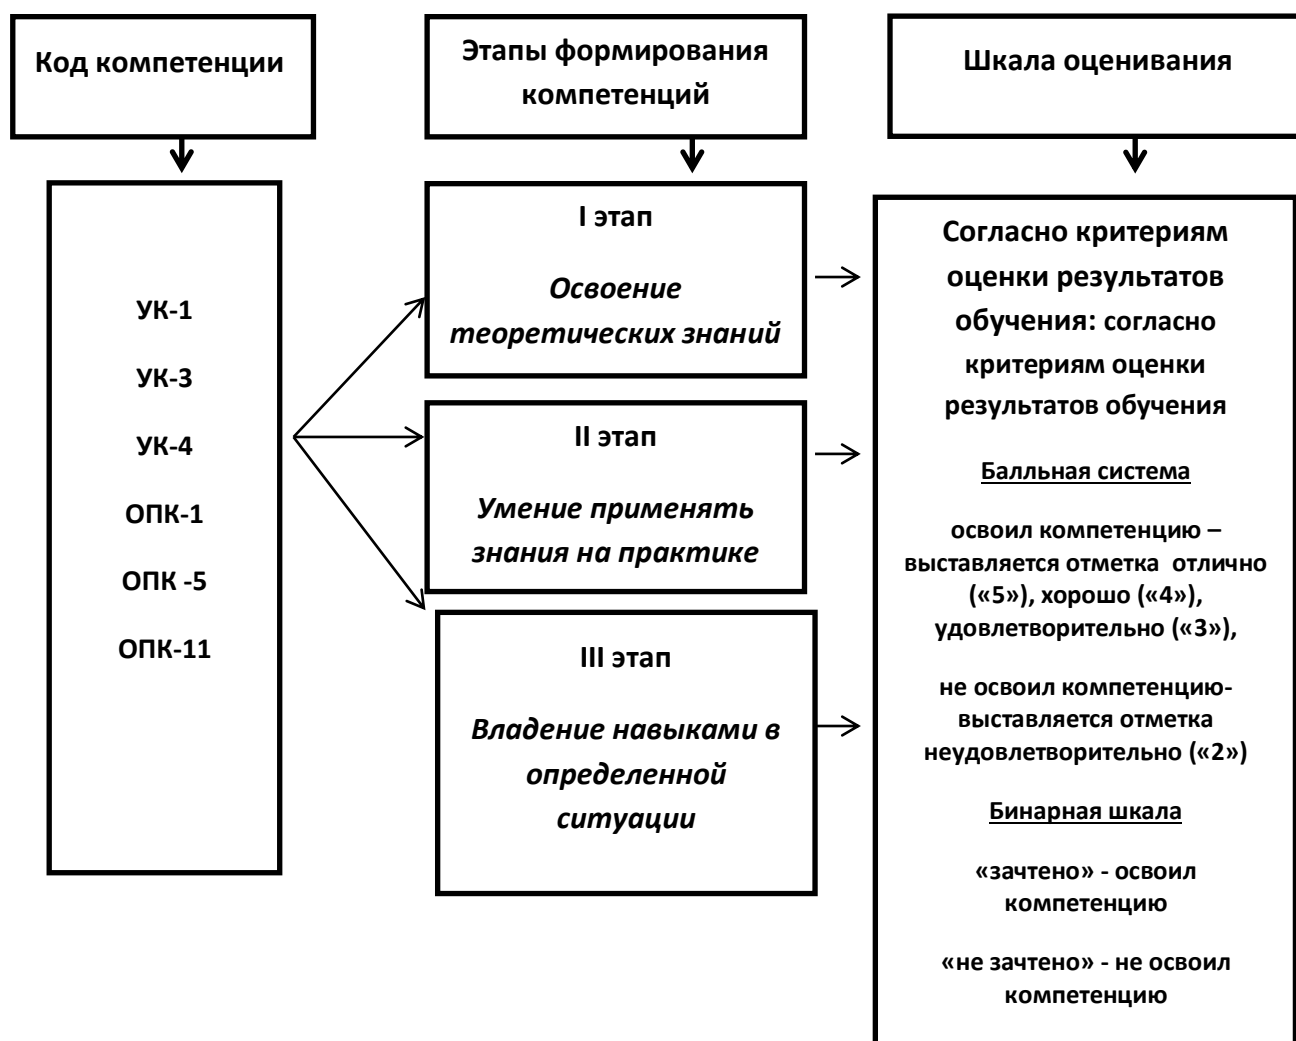 Код компетенции
Этапы формирования
компетенций
Шкала оценивания
УК-1
УК-3
УК-4
ОПК-1
ОПК -5
ОПК-11
I этап
Освоение
теоретических знаний
II этап
Умение применять
знания на практике
III этап
Владение навыками в
определенной
ситуации
Согласно критериям
оценки результатов
обучения: согласно
критериям оценки
результатов обучения
Балльная система
освоил компетенцию –
выставляется отметка  отлично
(«5»), хорошо («4»),
удовлетворительно («3»),
не освоил компетенцию-
выставляется отметка
неудовлетворительно («2»)
Бинарная шкала
«зачтено» - освоил
компетенцию
«не зачтено» - не освоил
компетенцию